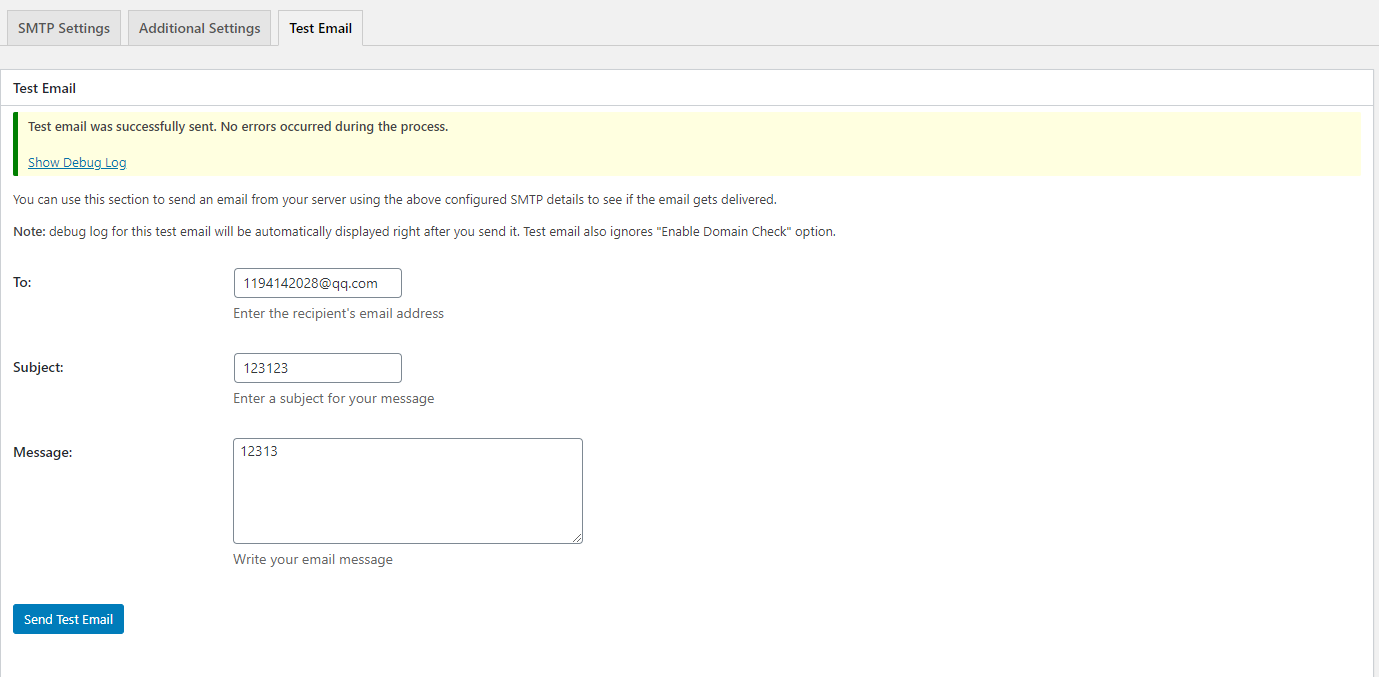 SMTP Settings
Additional Settings
Test Email
Test Email
Test email was successfully sent. No errors occurred during the process.
Show Debug Log
You can use this section to send an email from your server using the above configured SMTP details to see if the email gets delivered.
Note: debug log for this test email will be automatically displayed right after you send it. Test email also ignores "Enable Domain Check" option.
To:
1194142028@qq.com
Enter the recipient's email address
Subject:
123123
Enter a subject for your message
Message:
12313
Write your email message
Send Test Email